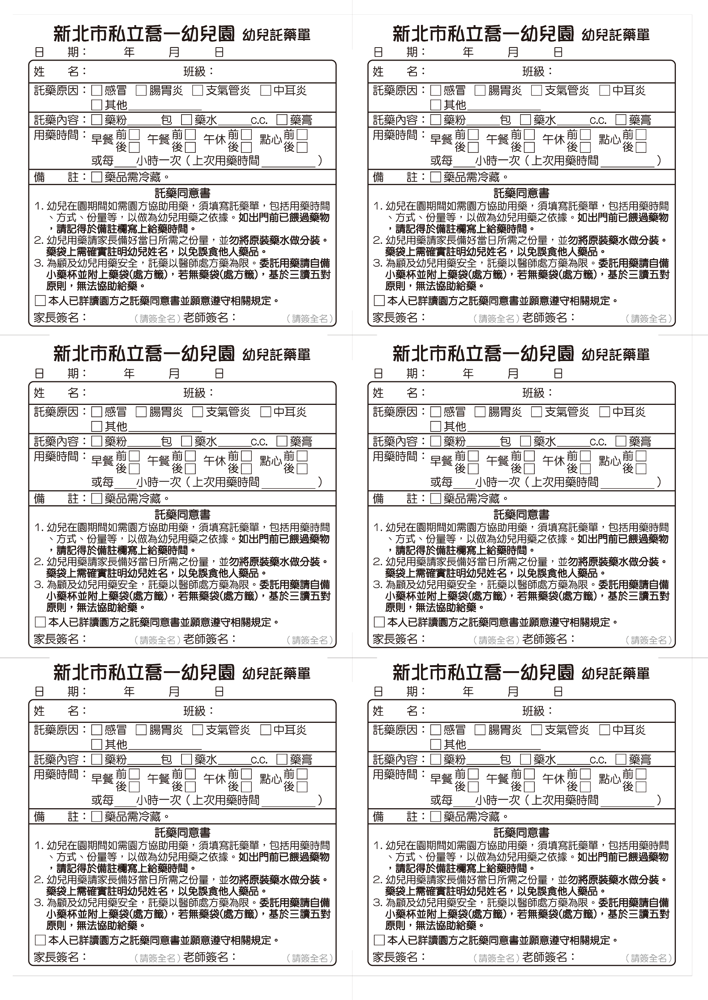 新北市私立喬一幼兒園 幼兒託藥單
日 期： 年 月 日
姓 名： 班級：
託藥原因：□感冒 □腸胃炎 □支氣管炎 □中耳炎
□其他__________
託藥內容：□藥粉______包 □藥水______c.c. □藥膏
用藥時間：早餐 前□ 後□ 午餐 前□ 後□ 午休 前□ 後□ 點心 前□ 後□
或每____小時一次（上次用藥時間________）
備 註：□藥品需冷藏。
託藥同意書
1. 幼兒在園期間如需園方協助用藥，須填寫託藥單，包括用藥時間
、方式、份量等，以做為幼兒用藥之依據。如出門前已餵過藥物
，請記得於備註欄寫上給藥時間。
2. 幼兒用藥請家長備好當日所需之份量，並勿將原裝藥水做分裝。
藥袋上需確實註明幼兒姓名，以免誤食他人藥品。
3. 為顧及幼兒用藥安全，託藥以醫師處方藥為限。委託用藥請自備
小藥杯並附上藥袋(處方籤)，若無藥袋(處方籤)，基於三讀五對
原則，無法協助給藥。
□本人已詳讀園方之託藥同意書並願意遵守相關規定。
家長簽名： （請簽全名）老師簽名： （請簽全名）
新北市私立喬一幼兒園 幼兒託藥單
日 期： 年 月 日
姓 名： 班級：
託藥原因：□感冒 □腸胃炎 □支氣管炎 □中耳炎
□其他__________
託藥內容：□藥粉______包 □藥水______c.c. □藥膏
用藥時間：早餐 前□ 後□ 午餐 前□ 後□ 午休 前□ 後□ 點心 前□ 後□
或每____小時一次（上次用藥時間________）
備 註：□藥品需冷藏。
託藥同意書
1. 幼兒在園期間如需園方協助用藥，須填寫託藥單，包括用藥時間
、方式、份量等，以做為幼兒用藥之依據。如出門前已餵過藥物
，請記得於備註欄寫上給藥時間。
2. 幼兒用藥請家長備好當日所需之份量，並勿將原裝藥水做分裝。
藥袋上需確實註明幼兒姓名，以免誤食他人藥品。
3. 為顧及幼兒用藥安全，託藥以醫師處方藥為限。委託用藥請自備
小藥杯並附上藥袋(處方籤)，若無藥袋(處方籤)，基於三讀五對
原則，無法協助給藥。
□本人已詳讀園方之託藥同意書並願意遵守相關規定。
家長簽名： （請簽全名）老師簽名： （請簽全名）
新北市私立喬一幼兒園 幼兒託藥單
日 期： 年 月 日
姓 名： 班級：
託藥原因：□感冒 □腸胃炎 □支氣管炎 □中耳炎
□其他__________
託藥內容：□藥粉______包 □藥水______c.c. □藥膏
用藥時間：早餐 前□ 後□ 午餐 前□ 後□ 午休 前□ 後□ 點心 前□ 後□
或每____小時一次（上次用藥時間________）
備 註：□藥品需冷藏。
託藥同意書
1. 幼兒在園期間如需園方協助用藥，須填寫託藥單，包括用藥時間
、方式、份量等，以做為幼兒用藥之依據。如出門前已餵過藥物
，請記得於備註欄寫上給藥時間。
2. 幼兒用藥請家長備好當日所需之份量，並勿將原裝藥水做分裝。
藥袋上需確實註明幼兒姓名，以免誤食他人藥品。
3. 為顧及幼兒用藥安全，託藥以醫師處方藥為限。委託用藥請自備
小藥杯並附上藥袋(處方籤)，若無藥袋(處方籤)，基於三讀五對
原則，無法協助給藥。
□本人已詳讀園方之託藥同意書並願意遵守相關規定。
家長簽名： （請簽全名）老師簽名： （請簽全名）
新北市私立喬一幼兒園 幼兒託藥單
日 期： 年 月 日
姓 名： 班級：
託藥原因：□感冒 □腸胃炎 □支氣管炎 □中耳炎
□其他__________
託藥內容：□藥粉______包 □藥水______c.c. □藥膏
用藥時間：早餐 前□ 後□ 午餐 前□ 後□ 午休 前□ 後□ 點心 前□ 後□
或每____小時一次（上次用藥時間________）
備 註：□藥品需冷藏。
託藥同意書
1. 幼兒在園期間如需園方協助用藥，須填寫託藥單，包括用藥時間
、方式、份量等，以做為幼兒用藥之依據。如出門前已餵過藥物
，請記得於備註欄寫上給藥時間。
2. 幼兒用藥請家長備好當日所需之份量，並勿將原裝藥水做分裝。
藥袋上需確實註明幼兒姓名，以免誤食他人藥品。
3. 為顧及幼兒用藥安全，託藥以醫師處方藥為限。委託用藥請自備
小藥杯並附上藥袋(處方籤)，若無藥袋(處方籤)，基於三讀五對
原則，無法協助給藥。
□本人已詳讀園方之託藥同意書並願意遵守相關規定。
家長簽名： （請簽全名）老師簽名： （請簽全名）
新北市私立喬一幼兒園 幼兒託藥單
日 期： 年 月 日
姓 名： 班級：
託藥原因：□感冒 □腸胃炎 □支氣管炎 □中耳炎
□其他__________
託藥內容：□藥粉______包 □藥水______c.c. □藥膏
用藥時間：早餐 前□ 後□ 午餐 前□ 後□ 午休 前□ 後□ 點心 前□ 後□
或每____小時一次（上次用藥時間________）
備 註：□藥品需冷藏。
託藥同意書
1. 幼兒在園期間如需園方協助用藥，須填寫託藥單，包括用藥時間
、方式、份量等，以做為幼兒用藥之依據。如出門前已餵過藥物
，請記得於備註欄寫上給藥時間。
2. 幼兒用藥請家長備好當日所需之份量，並勿將原裝藥水做分裝。
藥袋上需確實註明幼兒姓名，以免誤食他人藥品。
3. 為顧及幼兒用藥安全，託藥以醫師處方藥為限。委託用藥請自備
小藥杯並附上藥袋(處方籤)，若無藥袋(處方籤)，基於三讀五對
原則，無法協助給藥。
□本人已詳讀園方之託藥同意書並願意遵守相關規定。
家長簽名： （請簽全名）老師簽名： （請簽全名）
新北市私立喬一幼兒園 幼兒託藥單
日 期： 年 月 日
姓 名： 班級：
託藥原因：□感冒 □腸胃炎 □支氣管炎 □中耳炎
□其他__________
託藥內容：□藥粉______包 □藥水______c.c. □藥膏
用藥時間：早餐 前□ 後□ 午餐 前□ 後□ 午休 前□ 後□ 點心 前□ 後□
或每____小時一次（上次用藥時間________）
備 註：□藥品需冷藏。
託藥同意書
1. 幼兒在園期間如需園方協助用藥，須填寫託藥單，包括用藥時間
、方式、份量等，以做為幼兒用藥之依據。如出門前已餵過藥物
，請記得於備註欄寫上給藥時間。
2. 幼兒用藥請家長備好當日所需之份量，並勿將原裝藥水做分裝。
藥袋上需確實註明幼兒姓名，以免誤食他人藥品。
3. 為顧及幼兒用藥安全，託藥以醫師處方藥為限。委託用藥請自備
小藥杯並附上藥袋(處方籤)，若無藥袋(處方籤)，基於三讀五對
原則，無法協助給藥。
□本人已詳讀園方之託藥同意書並願意遵守相關規定。
家長簽名： （請簽全名）老師簽名： （請簽全名）